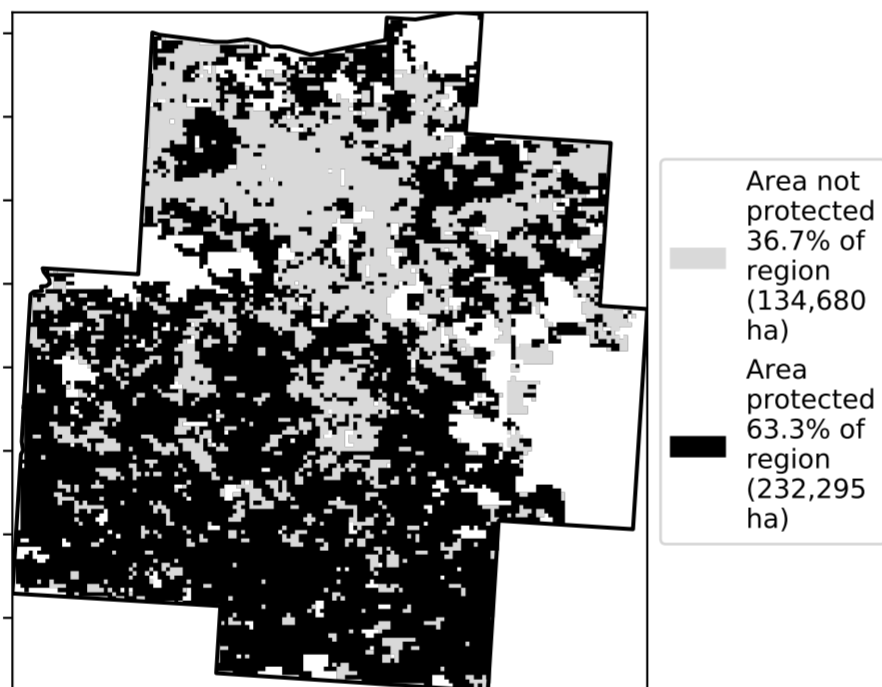 Area not
protected
36.7% of
region
(134,680
ha)
Area
protected
63.3% of
region
(232,295
ha)